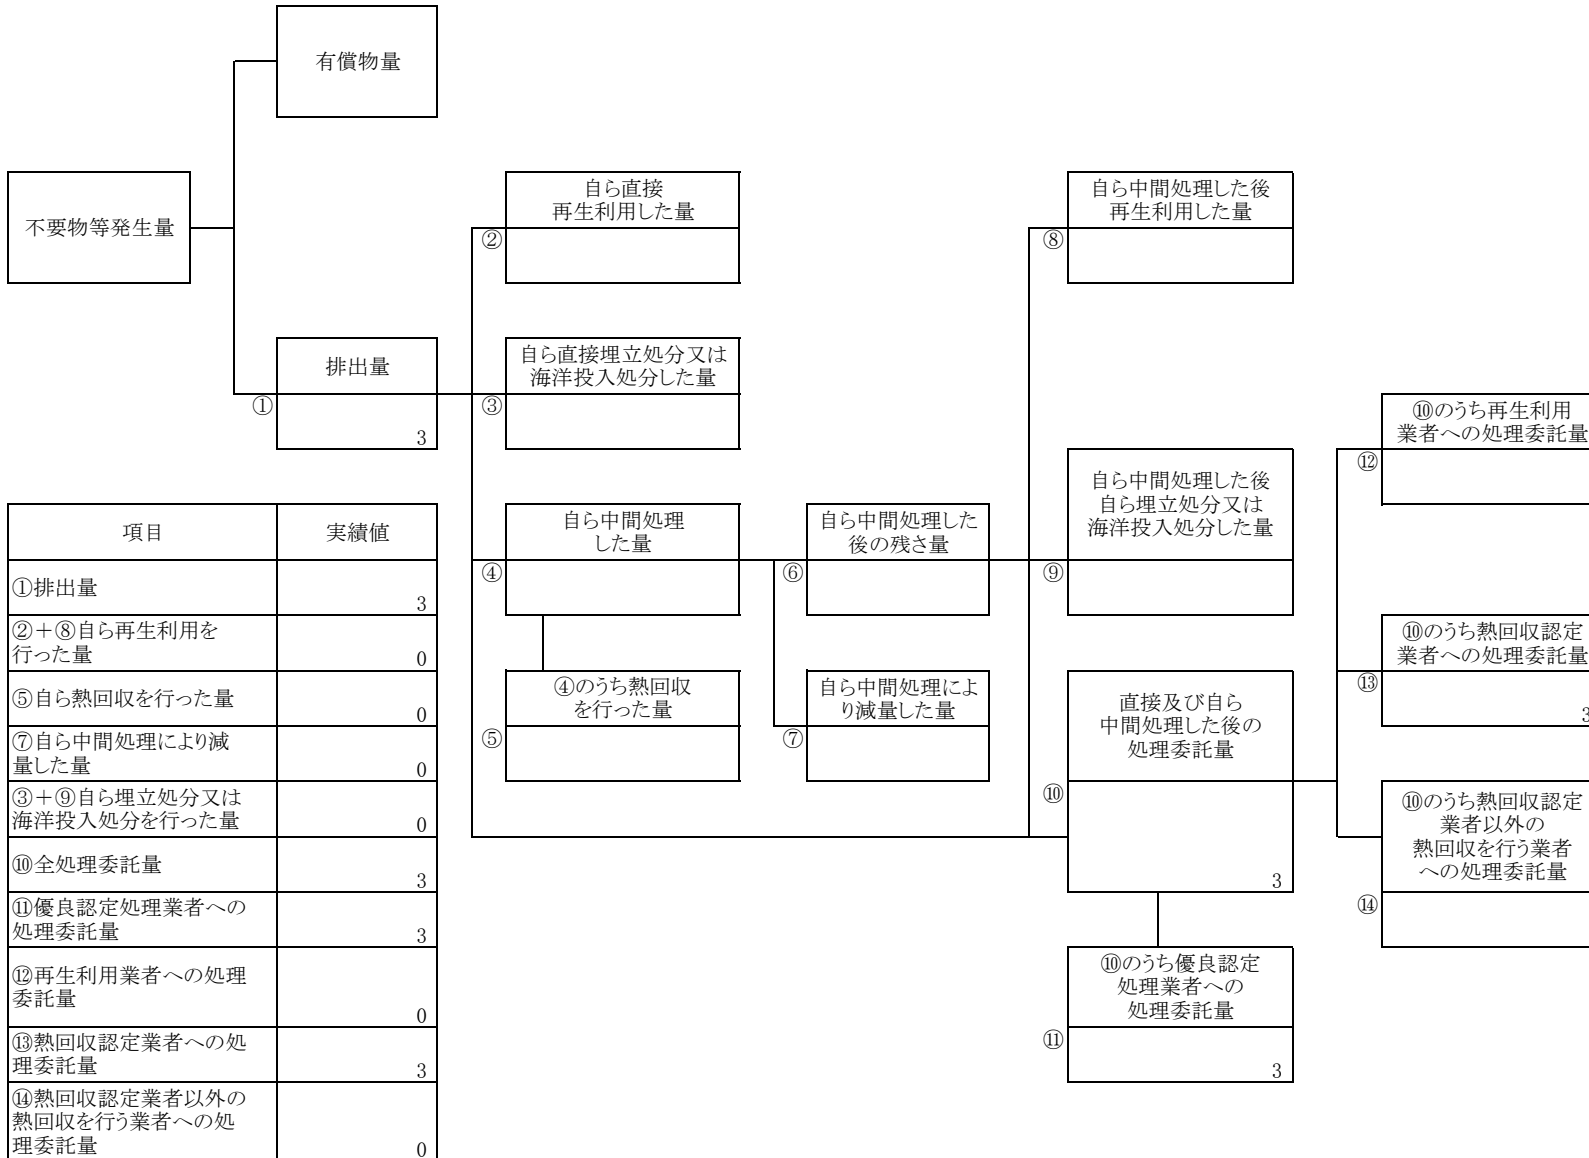 有償物量
不要物等発生量
自ら直接
再生利用した量
②
自ら中間処理した後
再生利用した量
⑧
排出量
①
3
自ら直接埋立処分又は
海洋投入処分した量
③
⑩のうち再生利用
業者への処理委託量
⑫
自ら中間処理
した量
④
自ら中間処理した
後の残さ量
⑥
自ら中間処理した後
自ら埋立処分又は
海洋投入処分した量
⑨
⑩のうち熱回収認定
業者への処理委託量
⑬
3
④のうち熱回収
を行った量
⑤
自ら中間処理によ
り減量した量
⑦
直接及び自ら
中間処理した後の
処理委託量
⑩
3
⑩のうち熱回収認定
業者以外の
熱回収を行う業者
への処理委託量
⑭
⑩のうち優良認定
処理業者への
処理委託量
⑪
3
項目 実績値
①排出量
3
②+⑧自ら再生利用を
行った量 0
⑤自ら熱回収を行った量
0
⑦自ら中間処理により減
量した量 0
③+⑨自ら埋立処分又は
海洋投入処分を行った量 0
⑩全処理委託量
3
⑪優良認定処理業者への
処理委託量 3
⑫再生利用業者への処理
委託量
0
⑬熱回収認定業者への処
理委託量 3
⑭熱回収認定業者以外の
熱回収を行う業者への処
理委託量 0